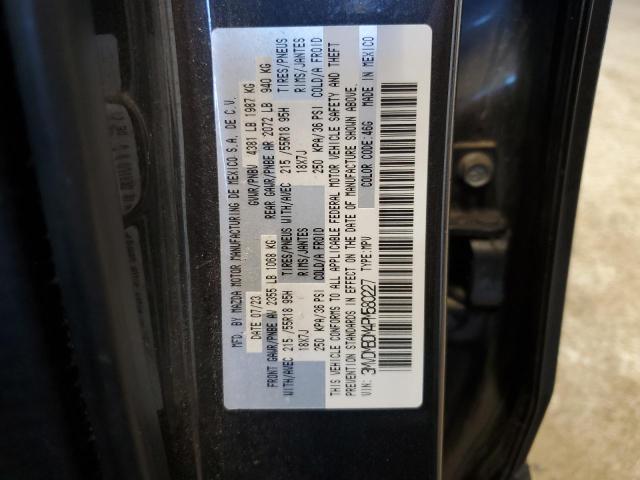 MFD. BY MAZDA MOTOR MANUFACTURING DE MEXICO S.A. DE C.V.
DATE 07/23 GVWR/PNBV 4381 LB 1987 KG
FRONT GAWR/PNBE AV 2355 LB 1068 KG REAR GAWR/PNBE AR 2072 LB 940 KG
WITH/AVEC 215 /55R18 95H TIRES/PNEUS WITH/AVEC 215 /55R18 95H TIRES/PNEUS
18X7J RIMS/JANTES 18X7J RIMS/JANTES
250 KPA/36 PSI COLD/A FROID 250 KPA/36 PSI COLD/A FROID
THIS VEHICLE CONFORMS TO ALL APPLICABLE FEDERAL MOTOR VEHICLE SAFETY AND THEFT
PREVENTION STANDARDS IN EFFECT ON THE DATE OF MANUFACTURE SHOWN ABOVE.
VIN: 3MVDKBDM4PM580227 TYPE:MPV COLOR CODE:46G MADE IN MEXICO